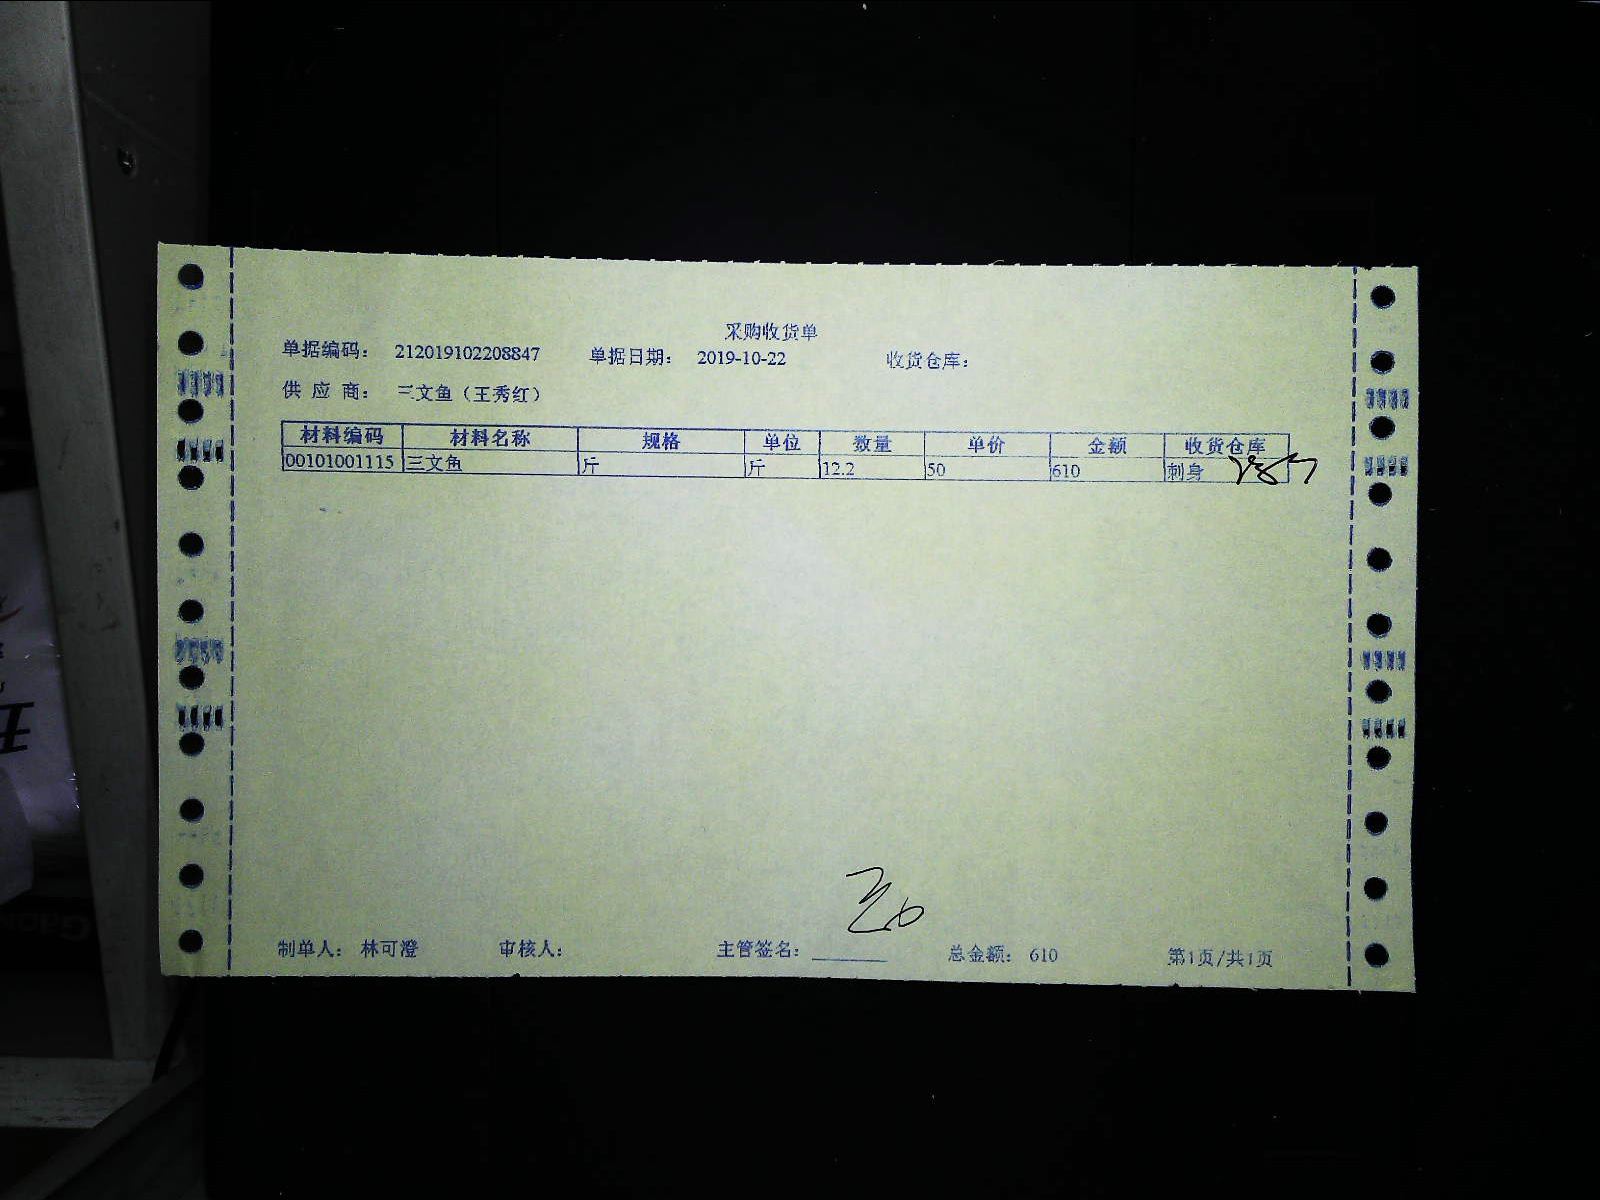 采购收货单
单据编码： 212019102208847 单据日期： 2019-10-22 收货仓库：
供 应 商： 三文鱼（王秀红）
材料编码 材料名称 规格 单位 数量 单价 金额 收货仓库
00101001115 三文鱼 斤 斤 12.2 50 610 刺身
制单人： 林可澄 审核人： 主管签名： ________ 总金额： 610 第1页/共1页